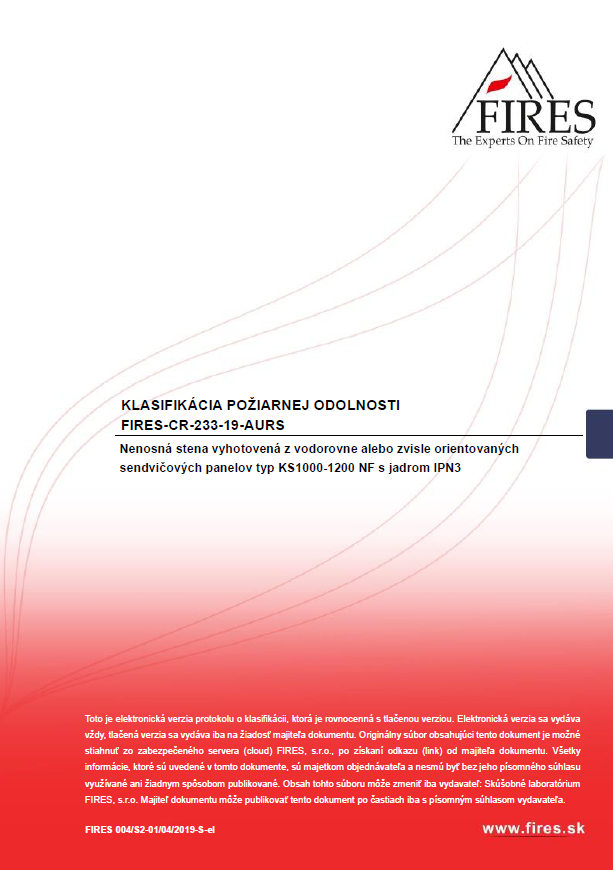 FIRES
The Experts On Fire Safety
KLASIFIKÁCIA POŽIARNEJ ODOLNOSTI
FIRES-CR-233-19-AURS
Nenosná stena vyhotovená z vodorovne alebo zvisle orientovaných
sendvičových panelov typ KS1000-1200 NF s jadrom IPN3
Toto je elektronická verzia protokolu o klasifikácii, ktorá je rovnocenná s tlačenou verziou. Elektronická verzia sa vydáva
vždy, tlačená verzia sa vydáva iba na žiadosť majiteľa dokumentu. Originálny súbor obsahujúci tento dokument je možné
stiahnuť zo zabezpečeného servera (cloud) FIRES, s.r.o., po získaní odkazu (link) od majiteľa dokumentu. Všetky
informácie, ktoré sú uvedené v tomto dokumente, sú majetkom objednávateľa a nesmú byť bez jeho písomného súhlasu
využívané ani žiadnym spôsobom publikované. Obsah tohto súboru môže zmeniť iba vydavateľ: Skúšobné laboratórium
FIRES, s.r.o. Majiteľ dokumentu môže publikovať tento dokument po častiach iba s písomným súhlasom vydavateľa.
FIRES 004/S2-01/04/2019-S-el
www.fires.sk